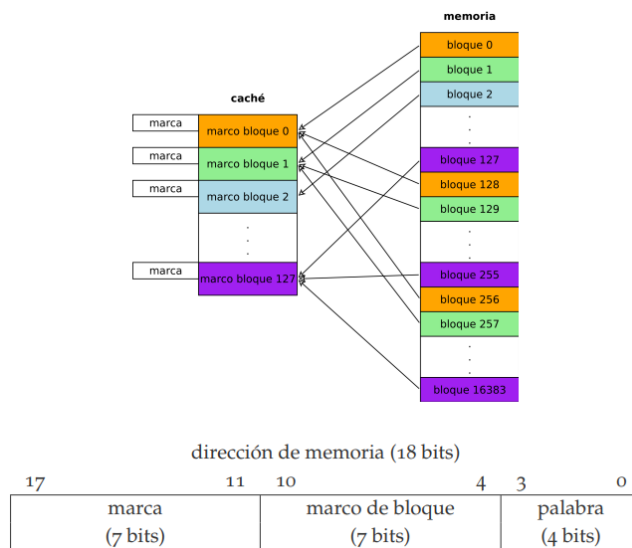 memoria
bloque 0
bloque 1
bloque 2
.
.
.
bloque 127
bloque 128
bloque 129
.
.
.
bloque 255
bloque 256
bloque 257
.
.
.
bloque 16383
caché
marca
marco bloque 0
marca
marco bloque 1
marca
marco bloque 2
.
.
.
marca
marco bloque 127
dirección de memoria (18 bits)
17 11 10 4 3 0
marca marco de bloque palabra
(7 bits) (7 bits) (4 bits)